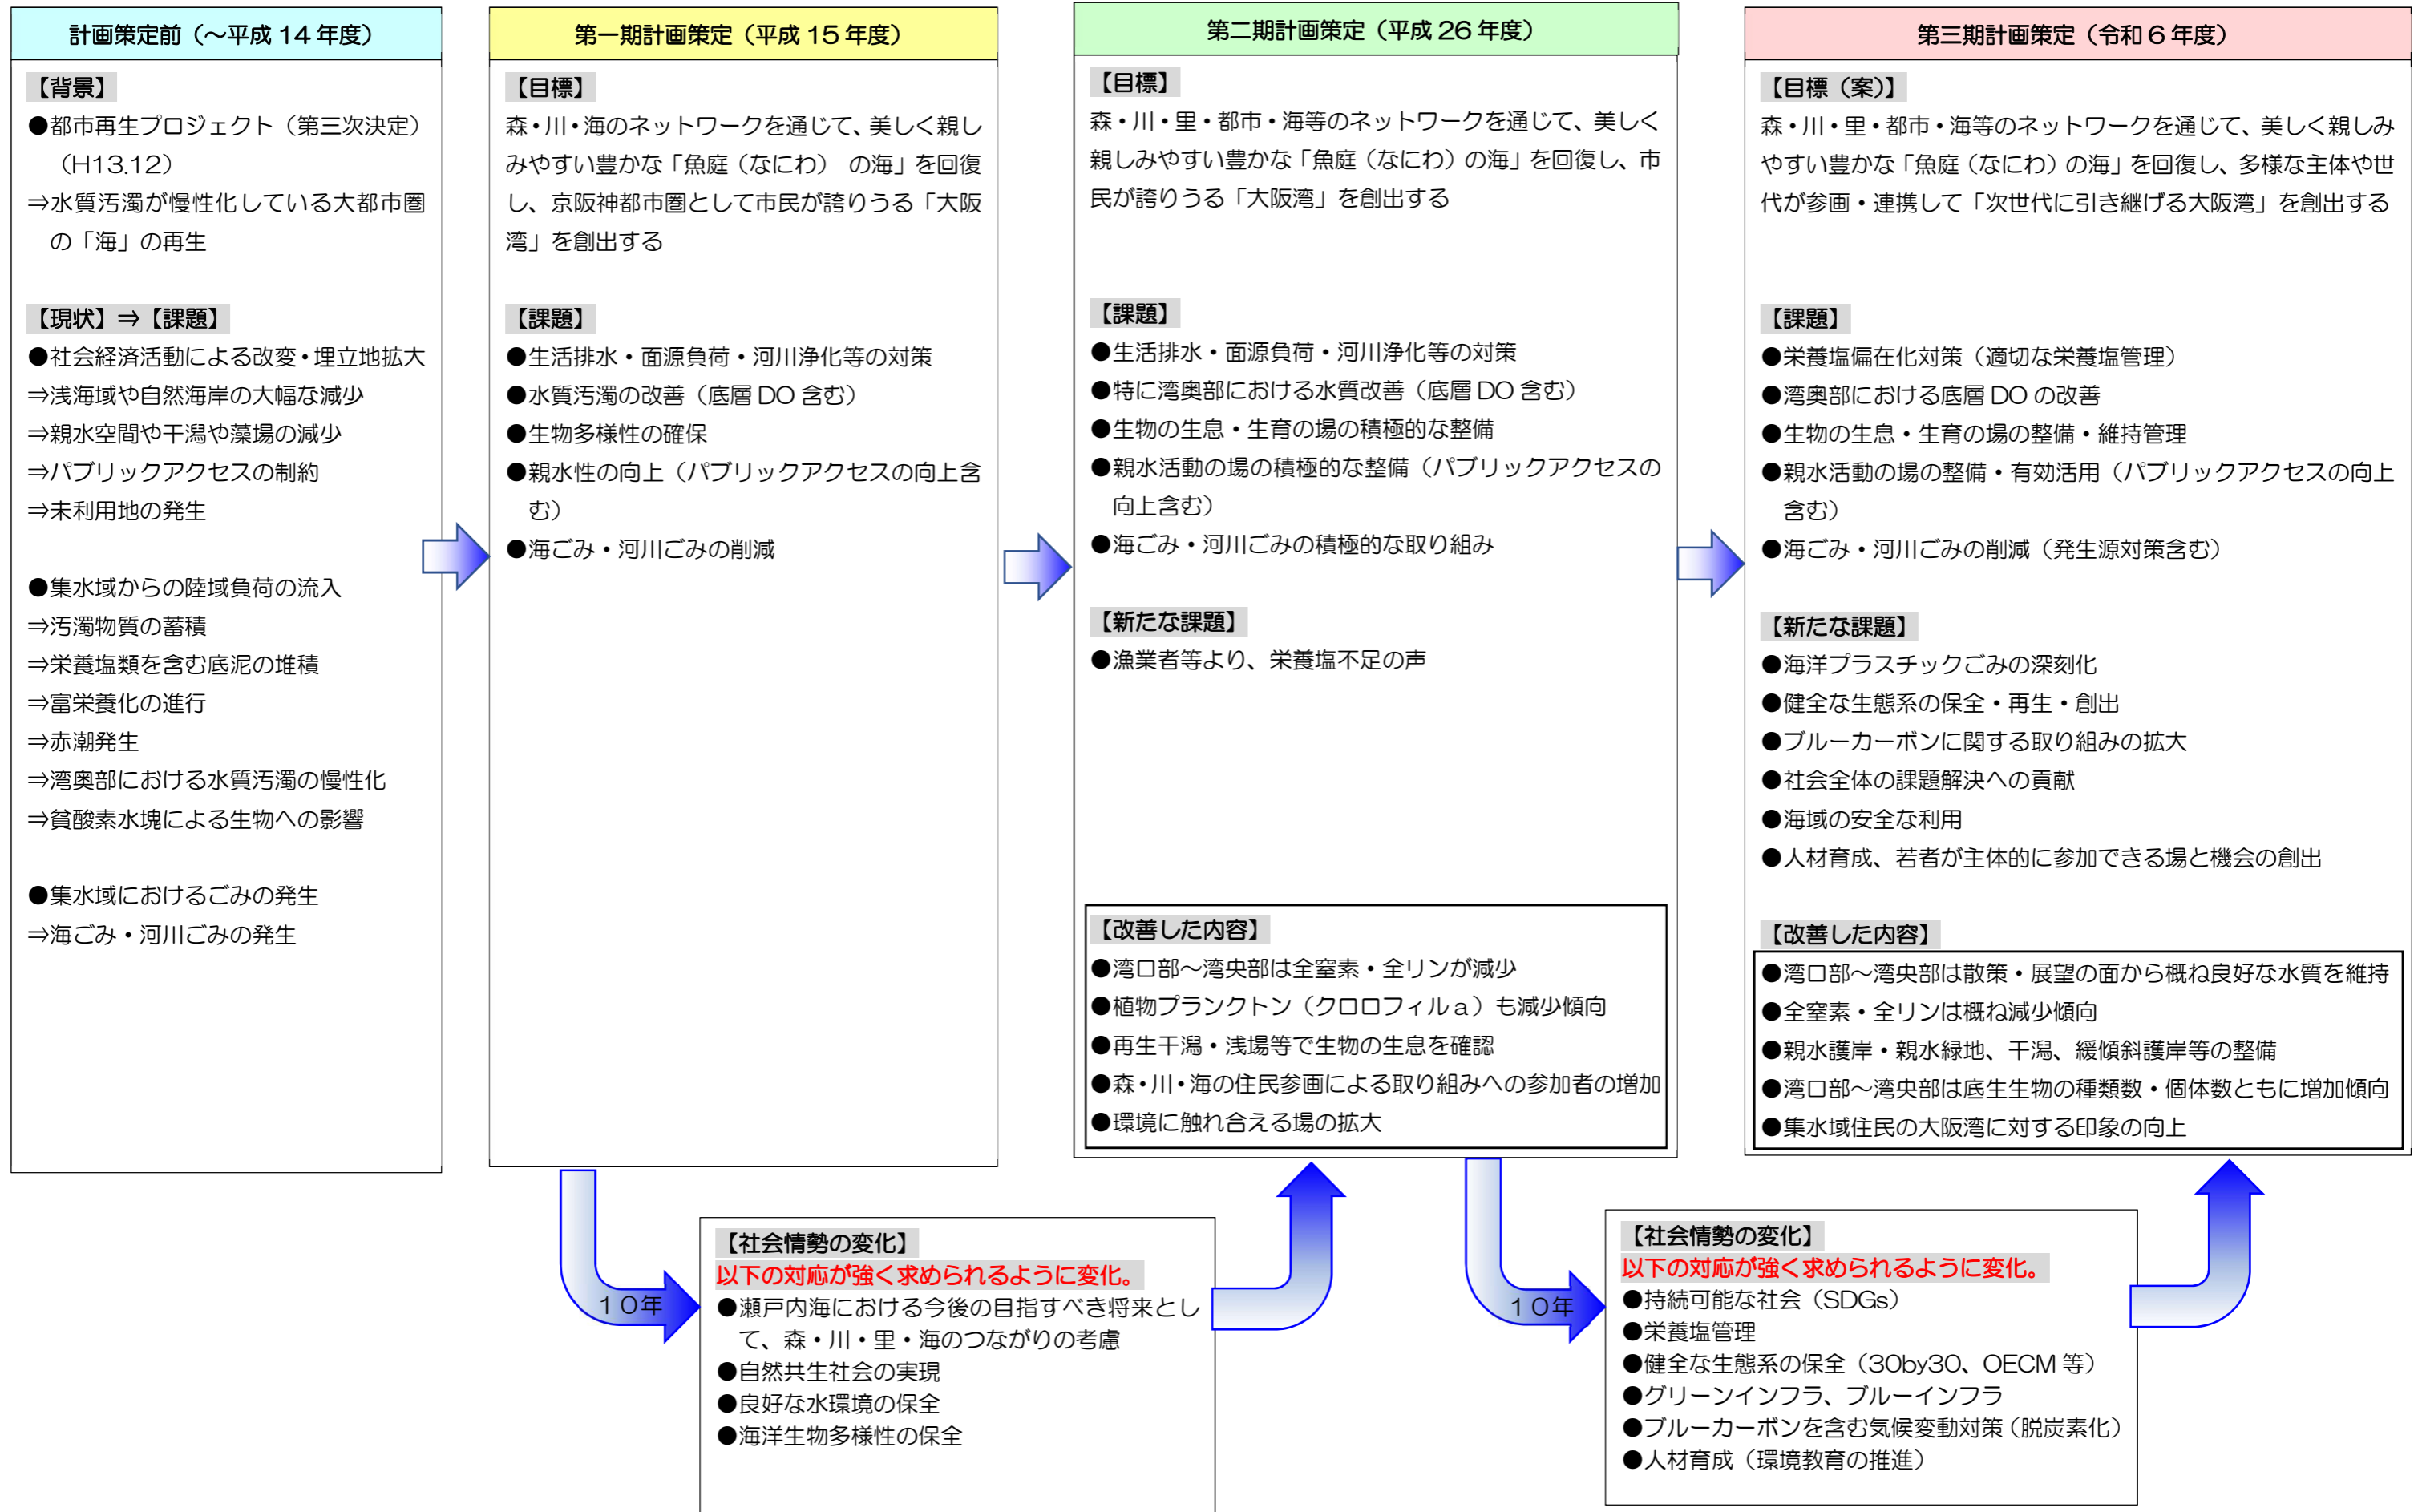 計画策定前（～平成 14 年度）
【背景】
●都市再生プロジェクト（第三次決定）
（H13.12）
⇒水質汚濁が慢性化している大都市圏
の「海」の再生
【現状】⇒【課題】
●社会経済活動による改変・埋立地拡大
⇒浅海域や自然海岸の大幅な減少
⇒親水空間や干潟や藻場の減少
⇒パブリックアクセスの制約
⇒未利用地の発生
●集水域からの陸域負荷の流入
⇒汚濁物質の蓄積
⇒栄養塩類を含む底泥の堆積
⇒富栄養化の進行
⇒赤潮発生
⇒湾奥部における水質汚濁の慢性化
⇒貧酸素水塊による生物への影響
●集水域におけるごみの発生
⇒海ごみ・河川ごみの発生
第一期計画策定（平成 15 年度）
【目標】
森・川・海のネットワークを通じて、美しく親し
みやすい豊かな「魚庭（なにわ） の海」を回復
し、京阪神都市圏として市民が誇りうる「大阪
湾」を創出する
【課題】
●生活排水・面源負荷・河川浄化等の対策
●水質汚濁の改善（底層 DO 含む）
●生物多様性の確保
●親水性の向上（パブリックアクセスの向上含
む）
●海ごみ・河川ごみの削減
第二期計画策定（平成 26 年度）
【目標】
森・川・里・都市・海等のネットワークを通じて、美しく
親しみやすい豊かな「魚庭（なにわ）の海」を回復し、市
民が誇りうる「大阪湾」を創出する
【課題】
●生活排水・面源負荷・河川浄化等の対策
●特に湾奥部における水質改善（底層 DO 含む）
●生物の生息・生育の場の積極的な整備
●親水活動の場の積極的な整備（パブリックアクセスの
向上含む）
●海ごみ・河川ごみの積極的な取り組み
【新たな課題】
●漁業者等より、栄養塩不足の声
【改善した内容】
●湾口部～湾央部は全窒素・全リンが減少
●植物プランクトン（クロロフィルａ）も減少傾向
●再生干潟・浅場等で生物の生息を確認
●森・川・海の住民参画による取り組みへの参加者の増加
●環境に触れ合える場の拡大
第三期計画策定（令和 6 年度）
【目標（案）】
森・川・里・都市・海等のネットワークを通じて、美しく親しみ
やすい豊かな「魚庭（なにわ）の海」を回復し、多様な主体や世
代が参画・連携して「次世代に引き継げる大阪湾」を創出する
【課題】
●栄養塩偏在化対策（適切な栄養塩管理）
●湾奥部における底層 DO の改善
●生物の生息・生育の場の整備・維持管理
●親水活動の場の整備・有効活用（パブリックアクセスの向上
含む）
●海ごみ・河川ごみの削減（発生源対策含む）
【新たな課題】
●海洋プラスチックごみの深刻化
●健全な生態系の保全・再生・創出
●ブルーカーボンに関する取り組みの拡大
●社会全体の課題解決への貢献
●海域の安全な利用
●人材育成、若者が主体的に参加できる場と機会の創出
【改善した内容】
●湾口部～湾央部は散策・展望の面から概ね良好な水質を維持
●全窒素・全リンは概ね減少傾向
●親水護岸・親水緑地、干潟、緩傾斜護岸等の整備
●湾口部～湾央部は底生生物の種類数・個体数ともに増加傾向
●集水域住民の大阪湾に対する印象の向上
１０年
【社会情勢の変化】
以下の対応が強く求められるように変化。
●瀬戸内海における今後の目指すべき将来とし
て、森・川・里・海のつながりの考慮
●自然共生社会の実現
●良好な水環境の保全
●海洋生物多様性の保全
１０年
【社会情勢の変化】
以下の対応が強く求められるように変化。
●持続可能な社会（SDGs）
●栄養塩管理
●健全な生態系の保全（30by30、OECM 等）
●グリーンインフラ、ブルーインフラ
●ブルーカーボンを含む気候変動対策（脱炭素化）
●人材育成（環境教育の推進）